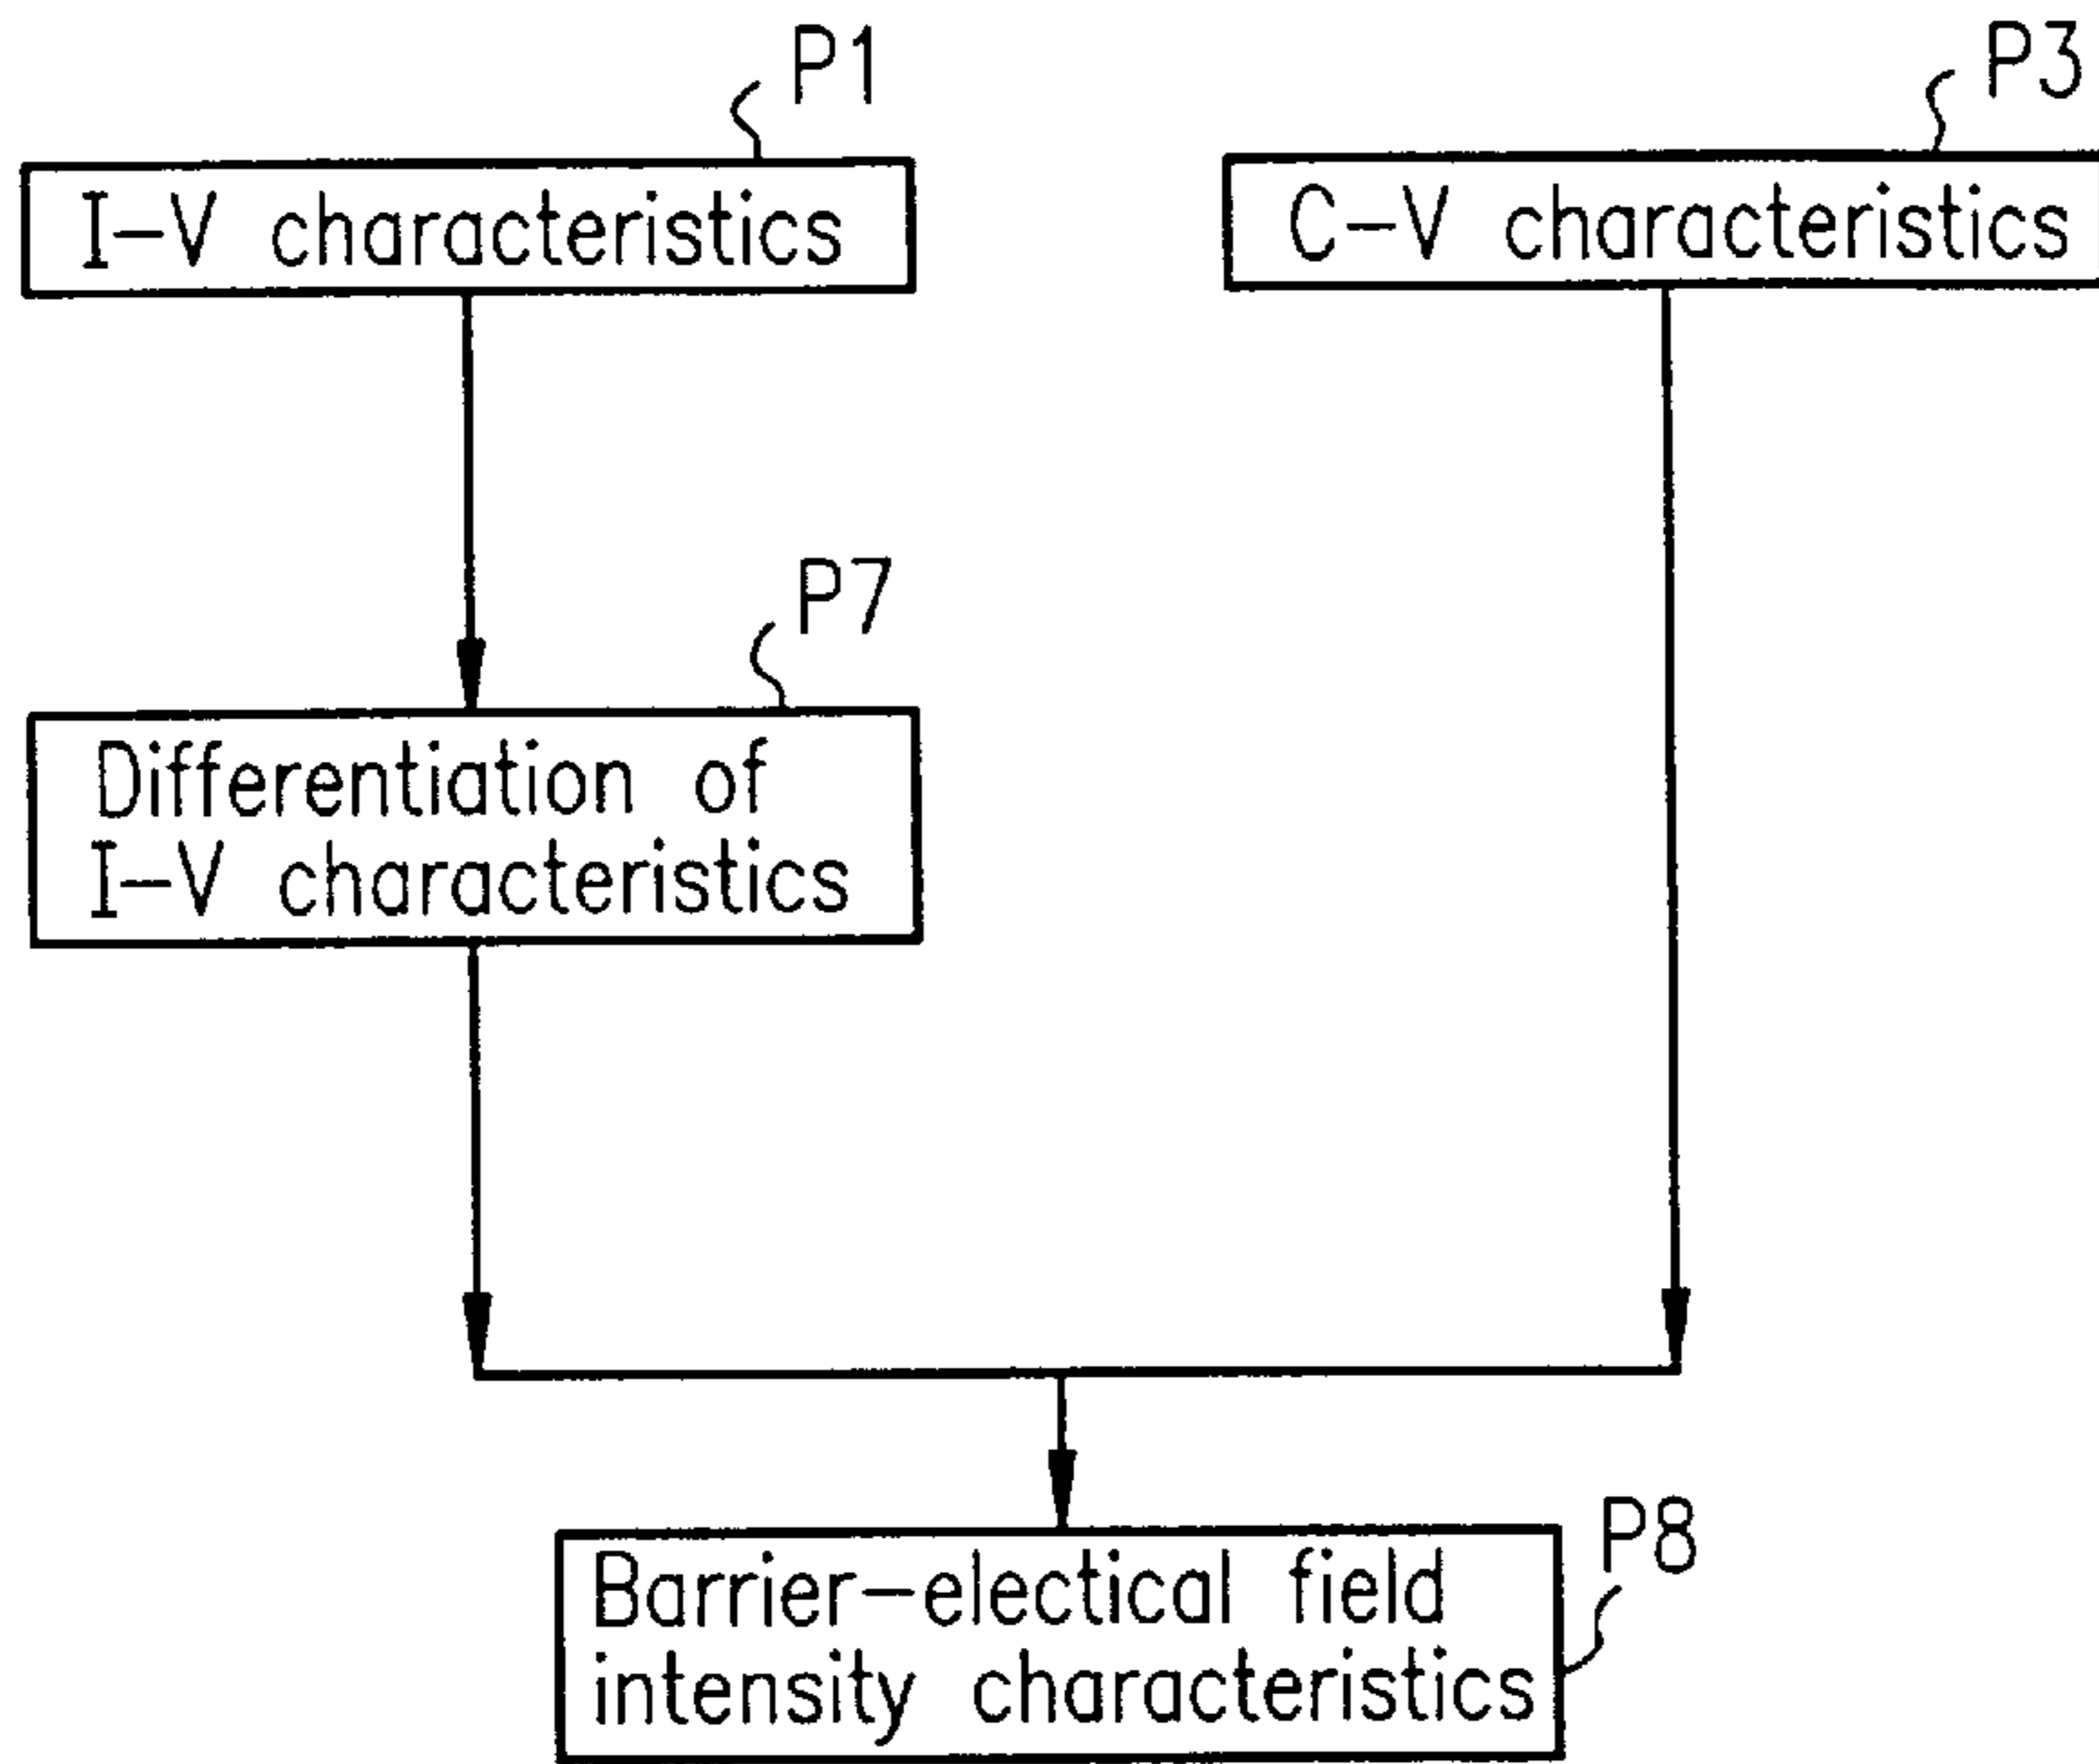 P1
I-V characteristics
P3
C-V characteristics
P7
Differentiation of
I-V characteristics
P8
Barrier-electical field
intensity characteristics